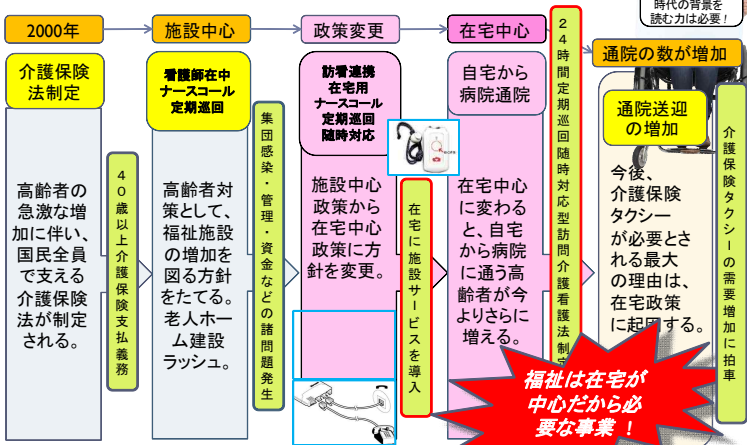 時代の背景を
読む力は必要！
2000年
施設中心
政策変更
在宅中心
通院の数が増加
介護保険
法制定
高齢者の
急激な増
加に伴い、
国民全員
で支える
介護保険
法が制定
される。
４０歳以上介護保険支払義務
看護師在中
ナースコール
定期巡回
高齢者対
策として、
福祉施設
の増加を
図る方針
をたてる。
老人ホー
ム建設
ラッシュ。
集団感染・管理・資金などの諸問題発生
訪看連携
在宅用
ナースコール
定期巡回
随時対応
施設中心
政策から
在宅中心
政策に方
針を変更。
在宅に施設サービスを導入
自宅から
病院通院
在宅中心
に変わる
と、自宅
から病院
に通う高
齢者が今
よりさらに
増える。
２４時間定期巡回随時対応型訪問介護看護法制定
通院送迎
の増加
今後、
介護保険
タクシー
が必要とさ
れる最大
の理由は、
在宅政策
に起因する。
介護保険タクシーの需要増加に拍車
福祉は在宅が
中心だから必
要な事業！